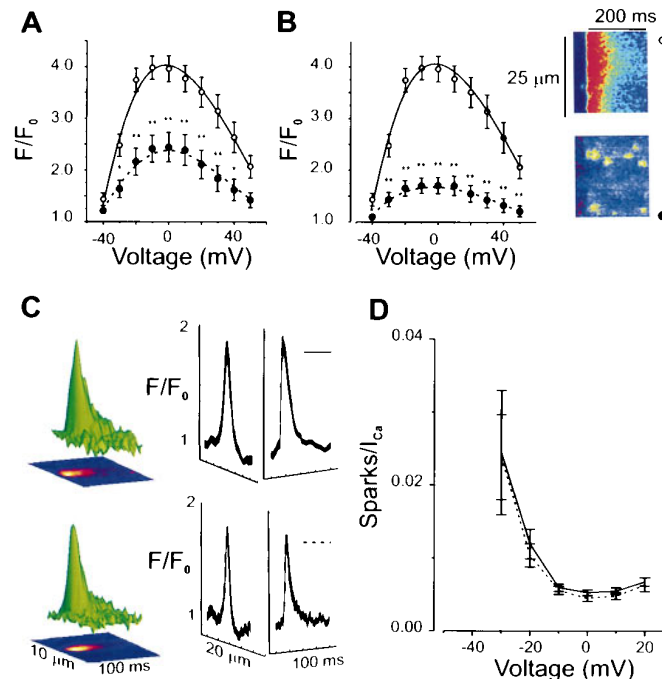 A
B
200 ms
25 μm
F/F0
4.0
3.0
2.0
1.0
-40
0
40
Voltage (mV)
F/F0
4.0
3.0
2.0
1.0
-40
0
40
Voltage (mV)
C
2
F/F0
1
2
F/F0
1
10 μm
100 ms
20 μm
100 ms
D
0.04
Sparks/ICa
0.02
0.00
-40
-20
0
20
Voltage (mV)